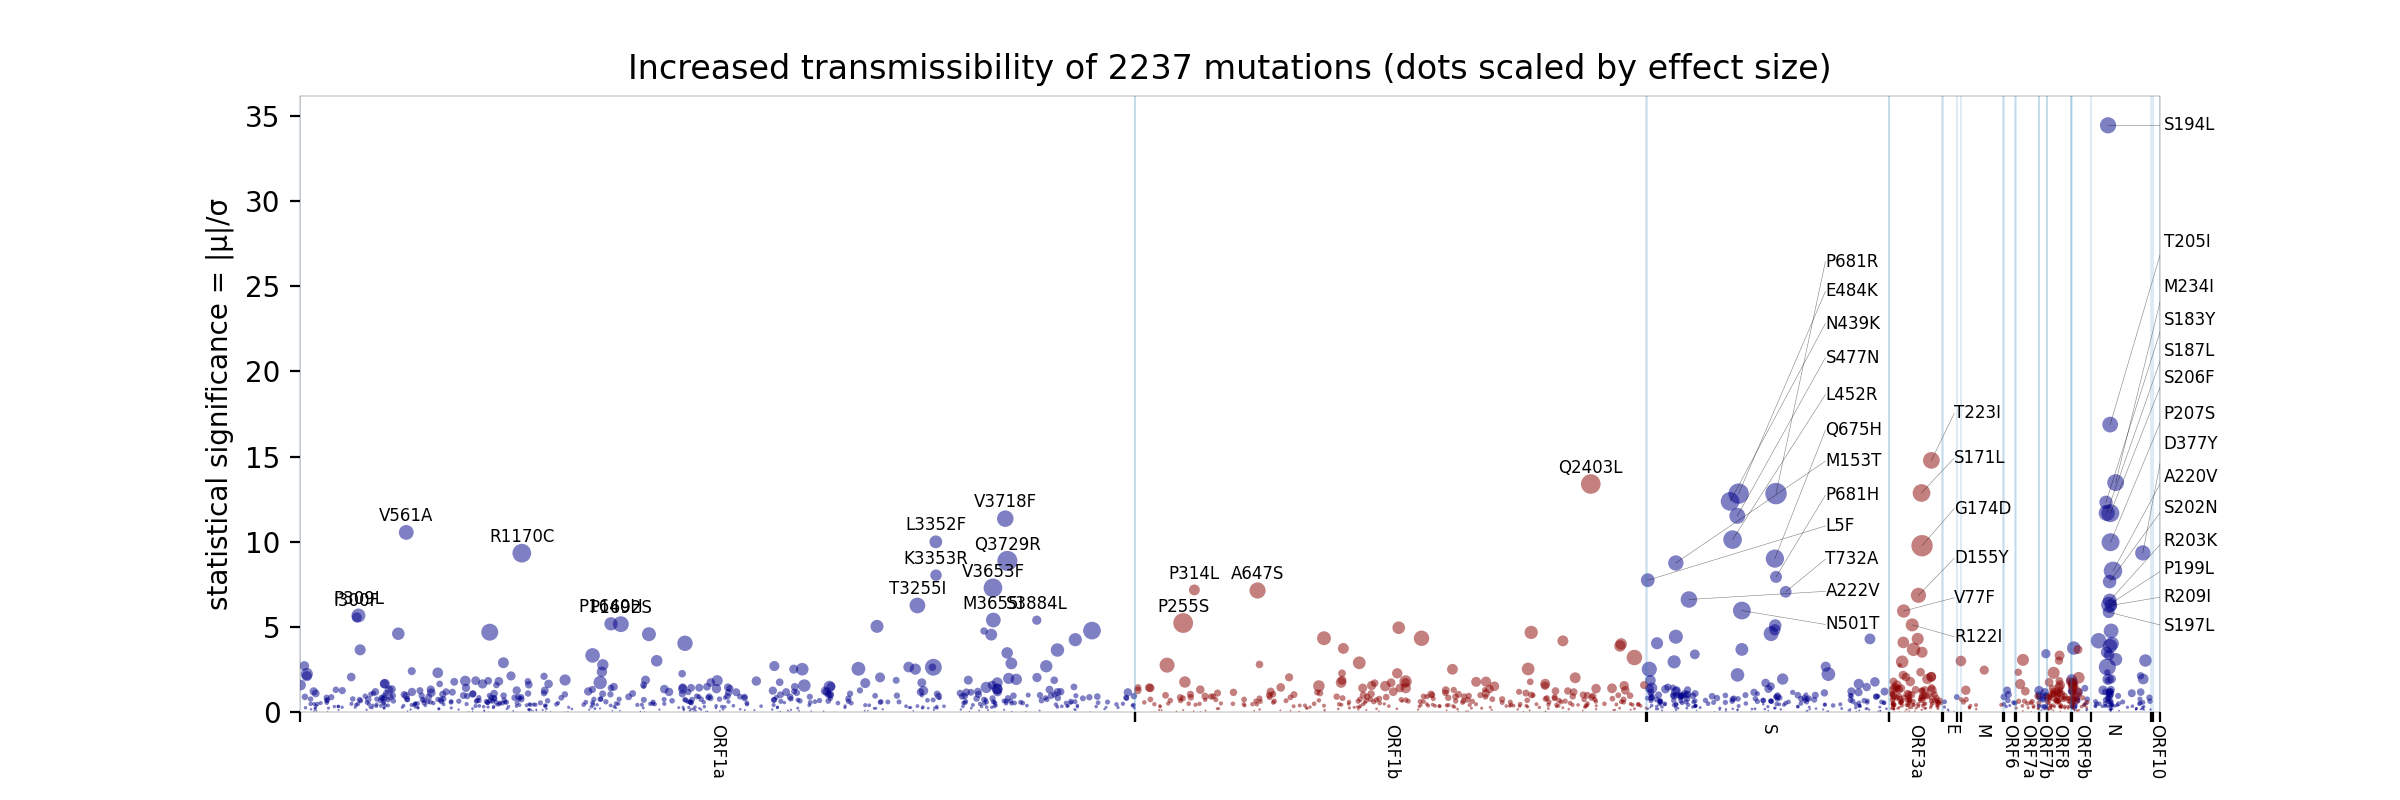 Increased transmissibility of 2237 mutations (dots scaled by effect size)
statistical significance = |μ|/σ
35
30
25
20
15
10
5
0
V561A
R1170C
P309L
T3255I
L3352F
K3353R
V3718F
Q3729R
V3653F
M3655I
S3884L
P314L
A647S
P255S
Q2403L
P681R
E484K
N439K
S477N
L452R
Q675H
M153T
P681H
L5F
T732A
A222V
N501T
T223I
S171L
G174D
D155Y
V77F
R122I
S194L
T205I
M234I
S183Y
S187L
S206F
P207S
D377Y
A220V
S202N
R203K
P199L
R209I
S197L
ORF1a
ORF1b
S
ORF3a
E
M
ORF6
ORF7a
ORF7b
ORF8
ORF9b
N
ORF10